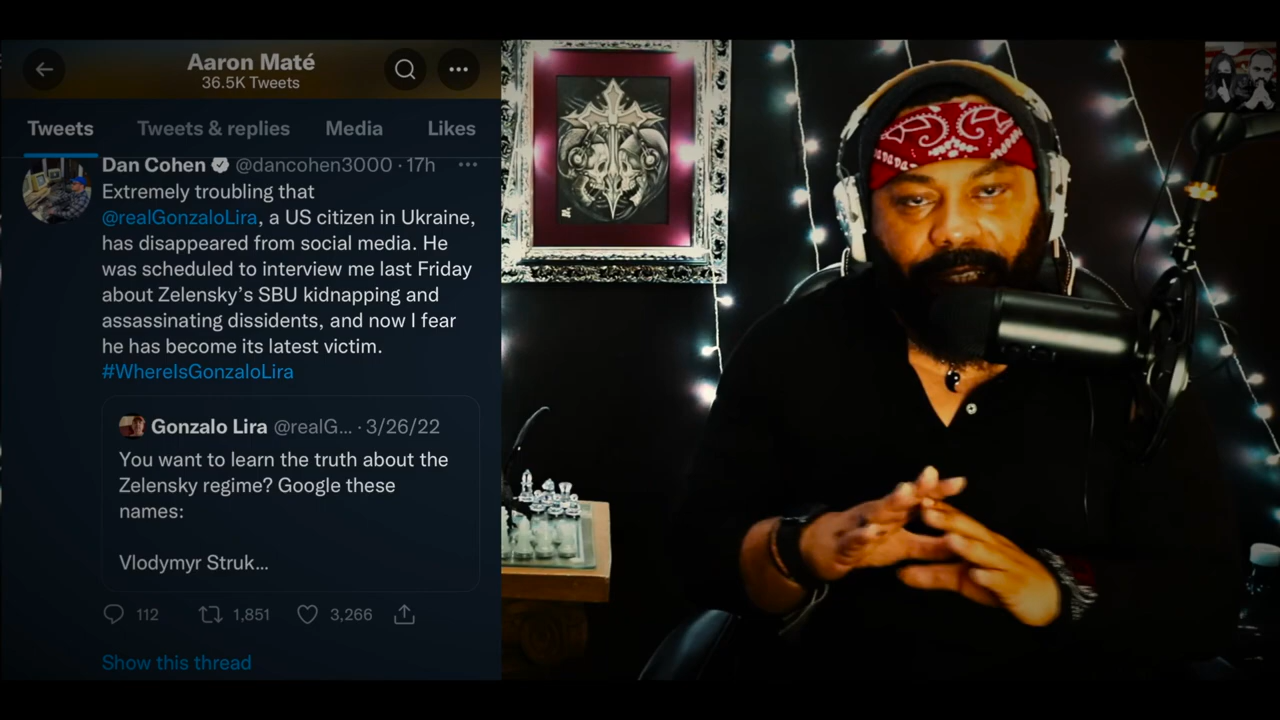 Aaron Maté
36.5K Tweets
Tweets Tweets & replies Media Likes
Dan Cohen @dancohen3000 · 17h
Extremely troubling that
@realGonzaloLira, a US citizen in Ukraine,
has disappeared from social media. He
was scheduled to interview me last Friday
about Zelensky’s SBU kidnapping and
assassinating dissidents, and now I fear
he has become its latest victim.
#WhereIsGonzaloLira
Gonzalo Lira @realG... · 3/26/22
You want to learn the truth about the
Zelensky regime? Google these
names:
Vlodymyr Struk...
112 1,851 3,266
Show this thread